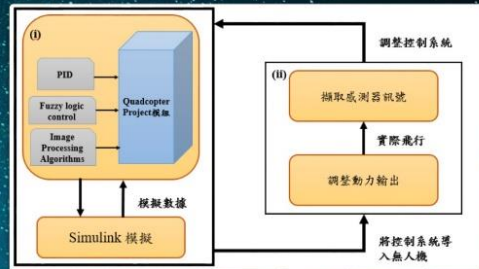 (i)
PID
Fuzzy logic
control
Image
Processing
Algorithms
Quadcopter
Project模組
模擬數據
Simulink 模擬
調整控制系統
(ii)
擷取感測器訊號
實際飛行
調整動力輸出
將控制系統導
入無人機